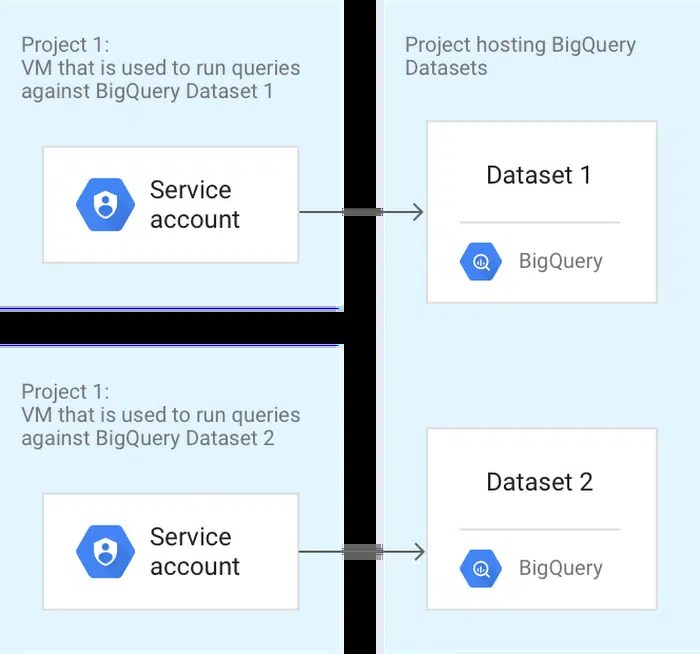 Project 1:
VM that is used to run queries
against BigQuery Dataset 1
Service
account
Project hosting BigQuery
Datasets
Dataset 1
BigQuery
Project 1:
VM that is used to run queries
against BigQuery Dataset 2
Service
account
Dataset 2
BigQuery